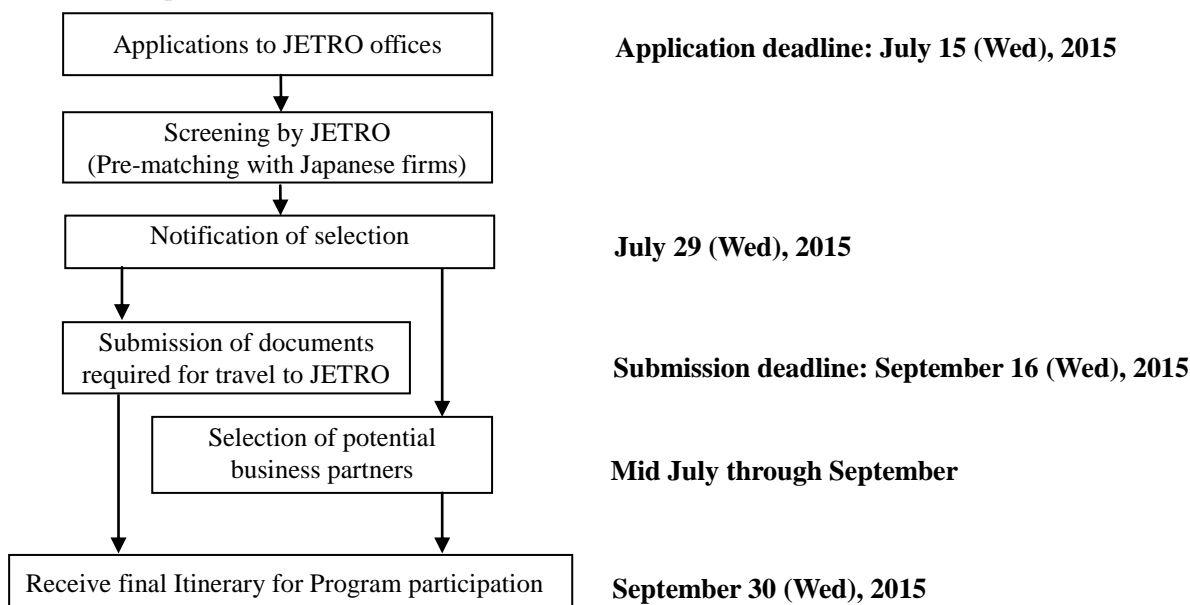 Applications to JETRO offices
Application deadline: July 15 (Wed), 2015
Screening by JETRO
(Pre-matching with Japanese firms)
Notification of selection
July 29 (Wed), 2015
Submission of documents
required for travel to JETRO
Submission deadline: September 16 (Wed), 2015
Selection of potential
business partners
Mid July through September
Receive final Itinerary for Program participation
September 30 (Wed), 2015